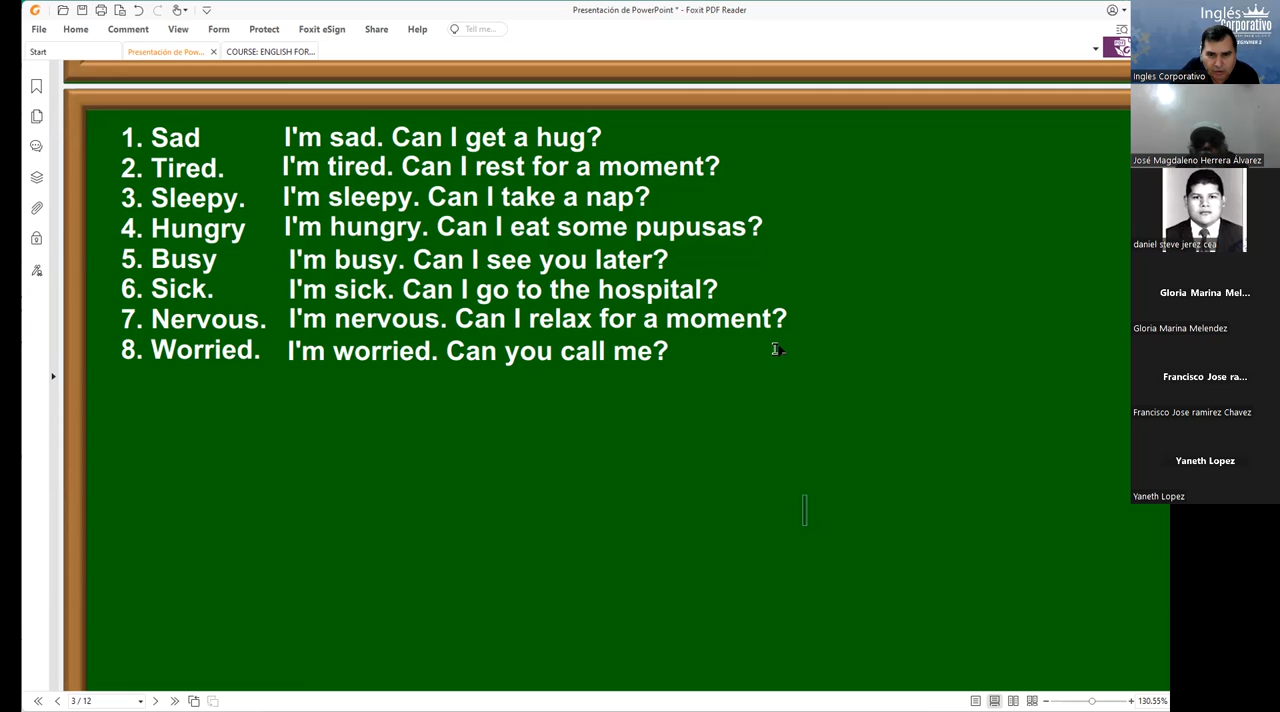 Presentación de PowerPoint * - Foxit PDF Reader
File Home Comment View Form Protect Foxit eSign Share Help Tell me...
Start Presentación de Pow... COURSE: ENGLISH FOR...
1. Sad I'm sad. Can I get a hug?
2. Tired. I'm tired. Can I rest for a moment?
3. Sleepy. I'm sleepy. Can I take a nap?
4. Hungry I'm hungry. Can I eat some pupusas?
5. Busy I'm busy. Can I see you later?
6. Sick. I'm sick. Can I go to the hospital?
7. Nervous. I'm nervous. Can I relax for a moment?
8. Worried. I'm worried. Can you call me?
3 / 12 130.55%
Inglés
Corporativo
Ingles Corporativo
José Magdaleno Herrera Álvarez
daniel steve jerez cea
Gloria Marina Mel...
Gloria Marina Melendez
Francisco Jose ra...
Francisco Jose ramirez Chavez
Yaneth Lopez
Yaneth Lopez